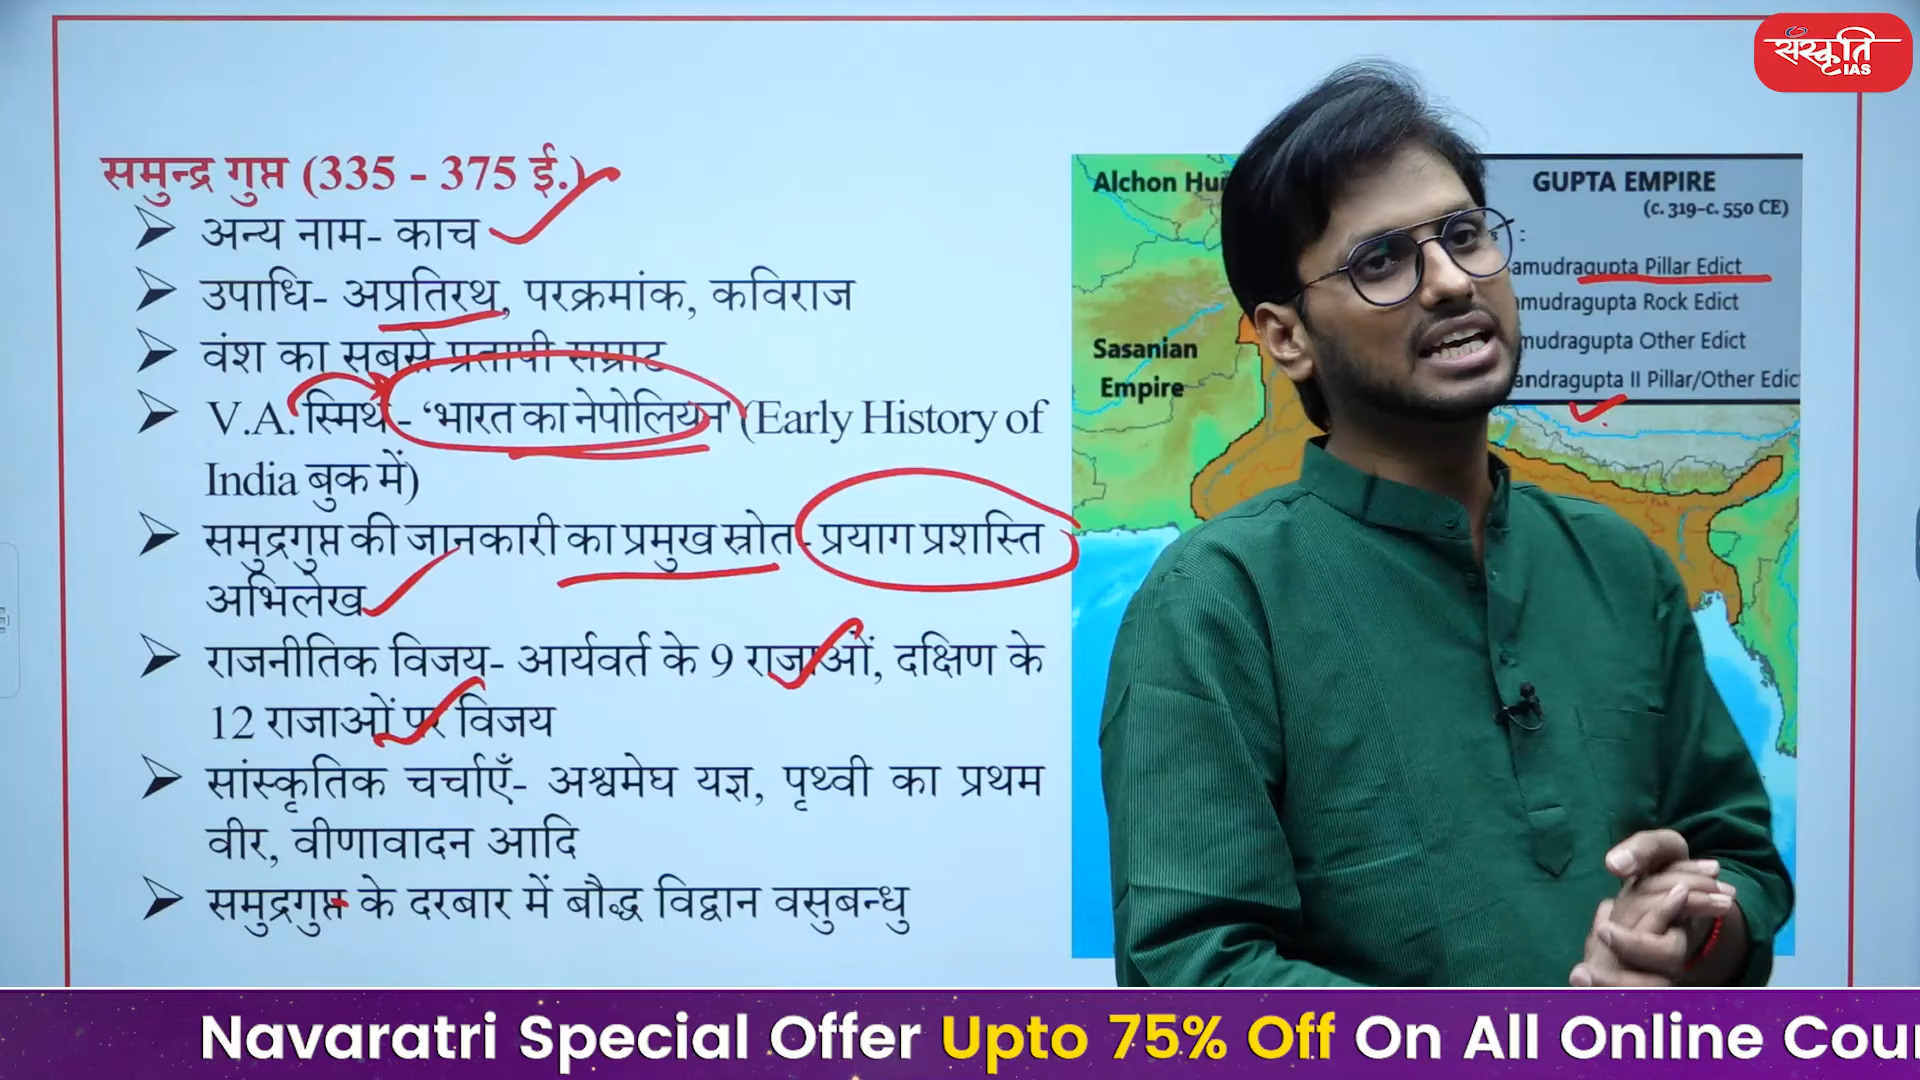 संस्कृति
IAS
समुन्द्र गुप्त (335 - 375 ई.)
अन्य नाम- काच
उपाधि- अप्रतिरथ, परक्रमांक, कविराज
वंश का सबसे प्रतापी सम्राट
V.A. स्मिथ - ‘भारत का नेपोलियन' (Early History of
India बुक में)
समुद्रगुप्त की जानकारी का प्रमुख स्रोत- प्रयाग प्रशस्ति
अभिलेख
राजनीतिक विजय- आर्यवर्त के 9 राजाओं, दक्षिण के
12 राजाओं पर विजय
सांस्कृतिक चर्चाएँ- अश्वमेघ यज्ञ, पृथ्वी का प्रथम
वीर, वीणावादन आदि
समुद्रगुप्त के दरबार में बौद्ध विद्वान वसुबन्धु
Alchon Hu
Sasanian
Empire
GUPTA EMPIRE
(c. 319-c. 550 CE)
amudragupta Pillar Edict
mudragupta Rock Edict
mudragupta Other Edict
andragupta II Pillar/Other Edic
Navaratri Special Offer Upto 75% Off On All Online Cour